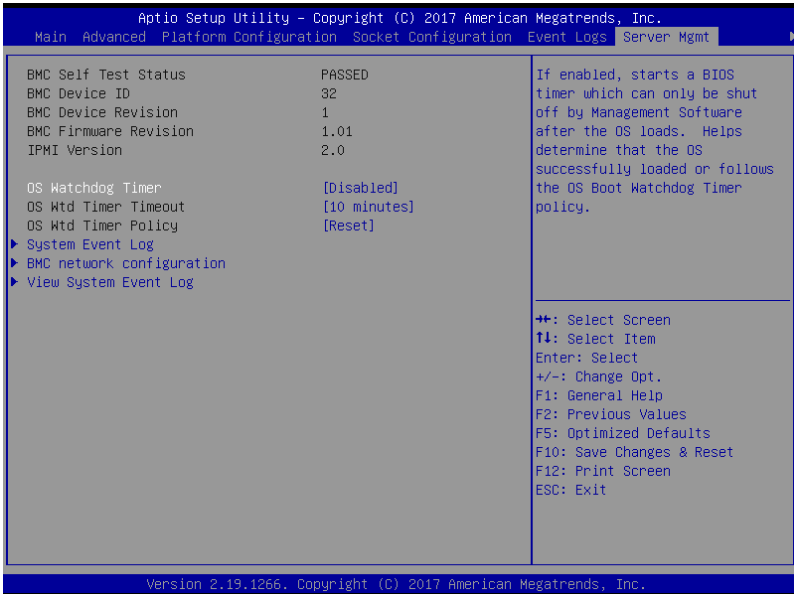 Aptio Setup Utility – Copyright (C) 2017 American Megatrends, Inc.
Main Advanced Platform Configuration Socket Configuration Event Logs Server Mgmt
BMC Self Test Status PASSED
BMC Device ID 32
BMC Device Revision 1
BMC Firmware Revision 1.01
IPMI Version 2.0
OS Watchdog Timer [Disabled]
OS Wtd Timer Timeout [10 minutes]
OS Wtd Timer Policy [Reset]
System Event Log
BMC network configuration
View System Event Log
If enabled, starts a BIOS
timer which can only be shut
off by Management Software
after the OS loads. Helps
determine that the OS
successfully loaded or follows
the OS Boot Watchdog Timer
policy.
→←: Select Screen
↑↓: Select Item
Enter: Select
+/-: Change Opt.
F1: General Help
F2: Previous Values
F5: Optimized Defaults
F10: Save Changes & Reset
F12: Print Screen
ESC: Exit
Version 2.19.1266. Copyright (C) 2017 American Megatrends, Inc.